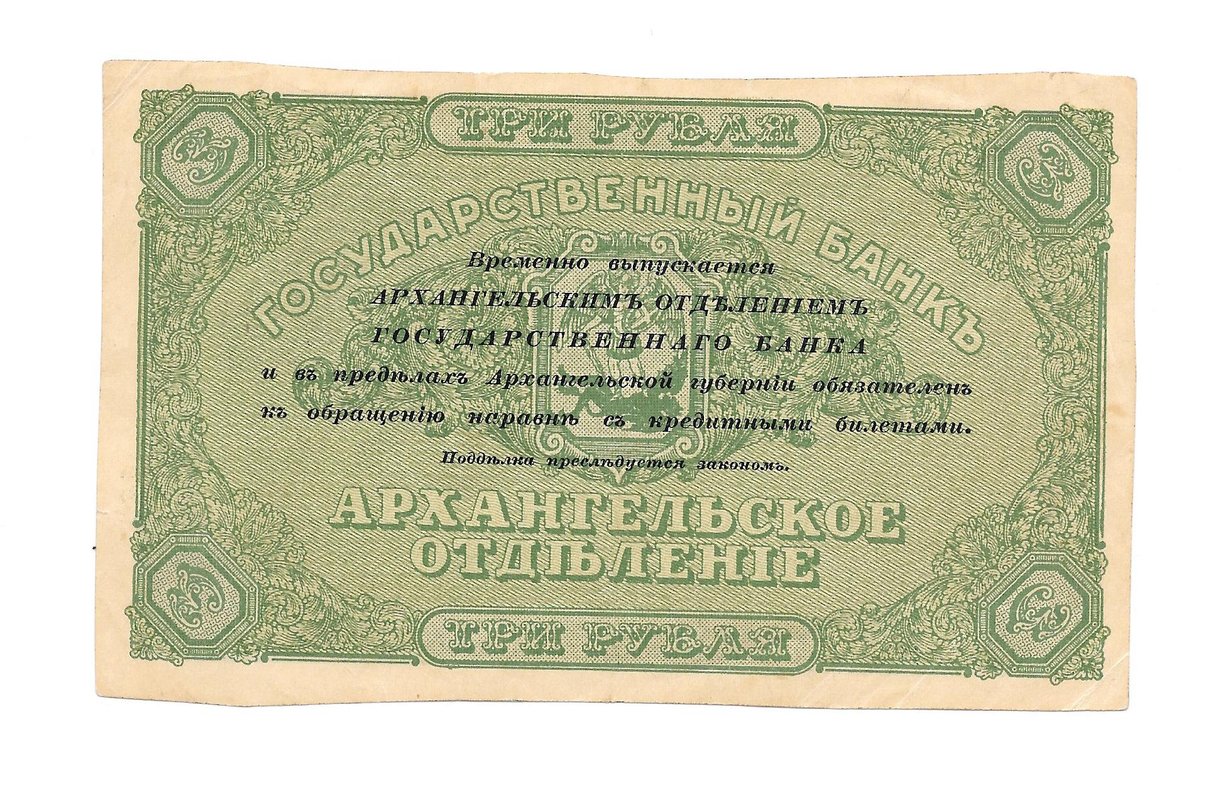 ТРИ РУБЛЯ
ГОСУДАРСТВЕННЫЙ БАНКЪ
Временно выпускается
АРХАНГЕЛЬСКИМЪ ОТДѢЛЕНІЕМЪ
ГОСУДАРСТВЕННАГО БАНКА
и въ предѣлахъ Архангельской губерніи обязателенъ
къ обращенію наравнѣ съ кредитными билетами.
Поддѣлка преслѣдуется закономъ.
АРХАНГЕЛЬСКОЕ
ОТДѢЛЕНІЕ
ТРИ РУБЛЯ